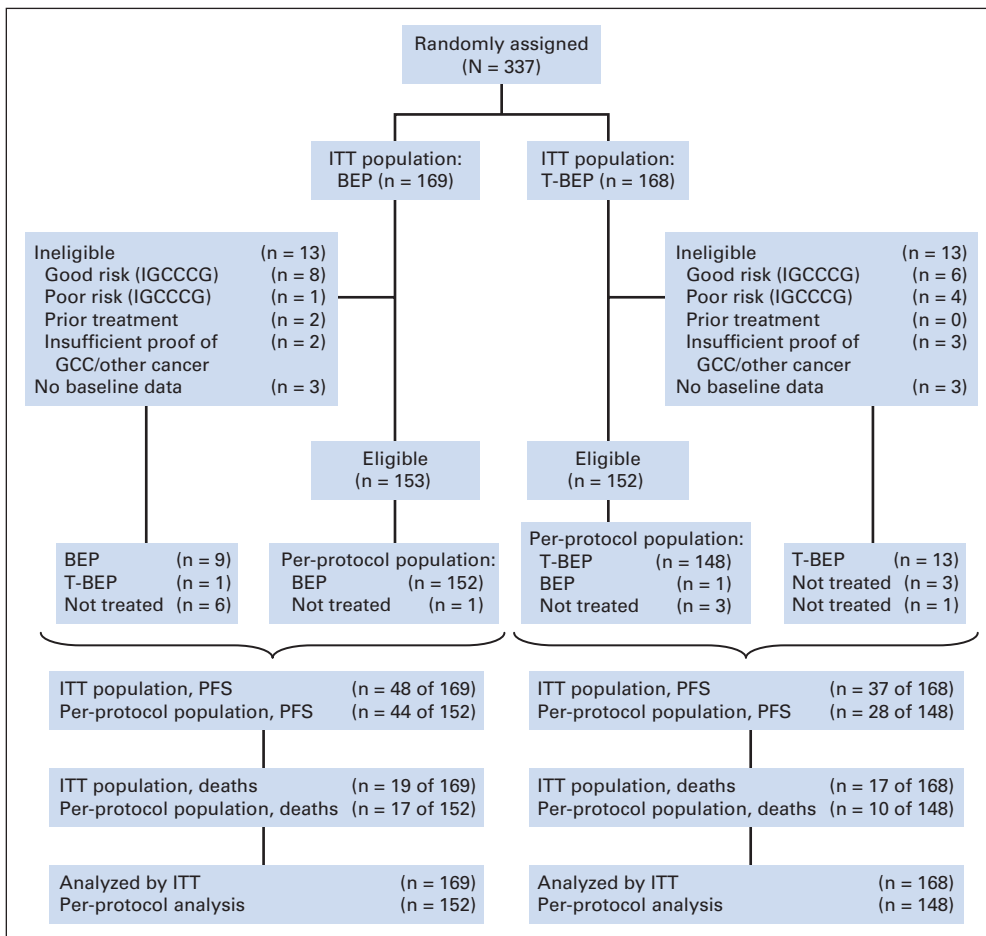 Randomly assigned
(N = 337)
ITT population:
BEP (n = 169)
ITT population:
T-BEP (n = 168)
Ineligible (n = 13)
Good risk (IGCCCG) (n = 8)
Poor risk (IGCCCG) (n = 1)
Prior treatment (n = 2)
Insufficient proof of (n = 2)
GCC/other cancer
No baseline data (n = 3)
Ineligible (n = 13)
Good risk (IGCCCG) (n = 6)
Poor risk (IGCCCG) (n = 4)
Prior treatment (n = 0)
Insufficient proof of (n = 3)
GCC/other cancer
No baseline data (n = 3)
Eligible
(n = 153)
Eligible
(n = 152)
BEP (n = 9)
T-BEP (n = 1)
Not treated (n = 6)
Per-protocol population:
BEP (n = 152)
Not treated (n = 1)
Per-protocol population:
T-BEP (n = 148)
BEP (n = 1)
Not treated (n = 3)
T-BEP (n = 13)
Not treated (n = 3)
Not treated (n = 1)
ITT population, PFS (n = 48 of 169)
Per-protocol population, PFS (n = 44 of 152)
ITT population, PFS (n = 37 of 168)
Per-protocol population, PFS (n = 28 of 148)
ITT population, deaths (n = 19 of 169)
Per-protocol population, deaths (n = 17 of 152)
ITT population, deaths (n = 17 of 168)
Per-protocol population, deaths (n = 10 of 148)
Analyzed by ITT (n = 169)
Per-protocol analysis (n = 152)
Analyzed by ITT (n = 168)
Per-protocol analysis (n = 148)